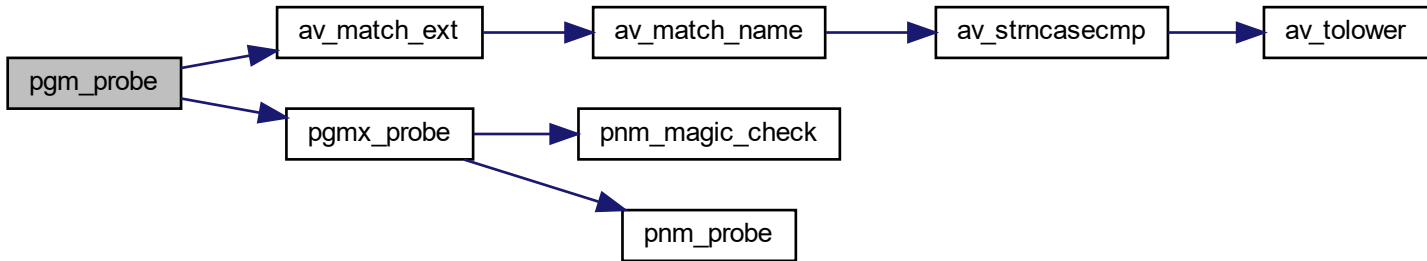 pgm_probe
av_match_ext
av_match_name
av_strncasecmp
av_tolower
pgmx_probe
pnm_magic_check
pnm_probe